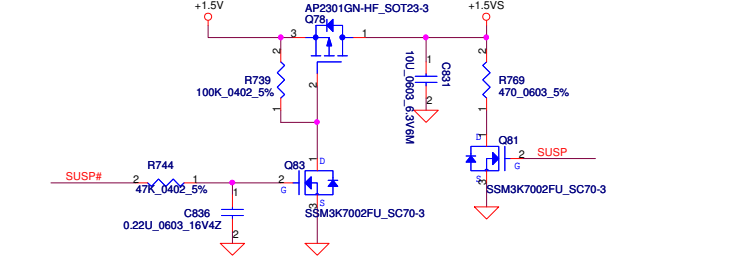 +1.5V
+1.5VS
AP2301GN-HF_SOT23-3
Q78
3
1
2
2
R739
100K_0402_5%
1
10U_0603_6.3V6M
C831
1
2
2
R769
470_0603_5%
1
D
Q81
2
G
SUSP
S
3
SSM3K7002FU_SC70-3
SUSP#
2
R744
1
47K_0402_5%
1
C836
0.22U_0603_16V4Z
2
1
D
Q83
2
G
S
3
SSM3K7002FU_SC70-3